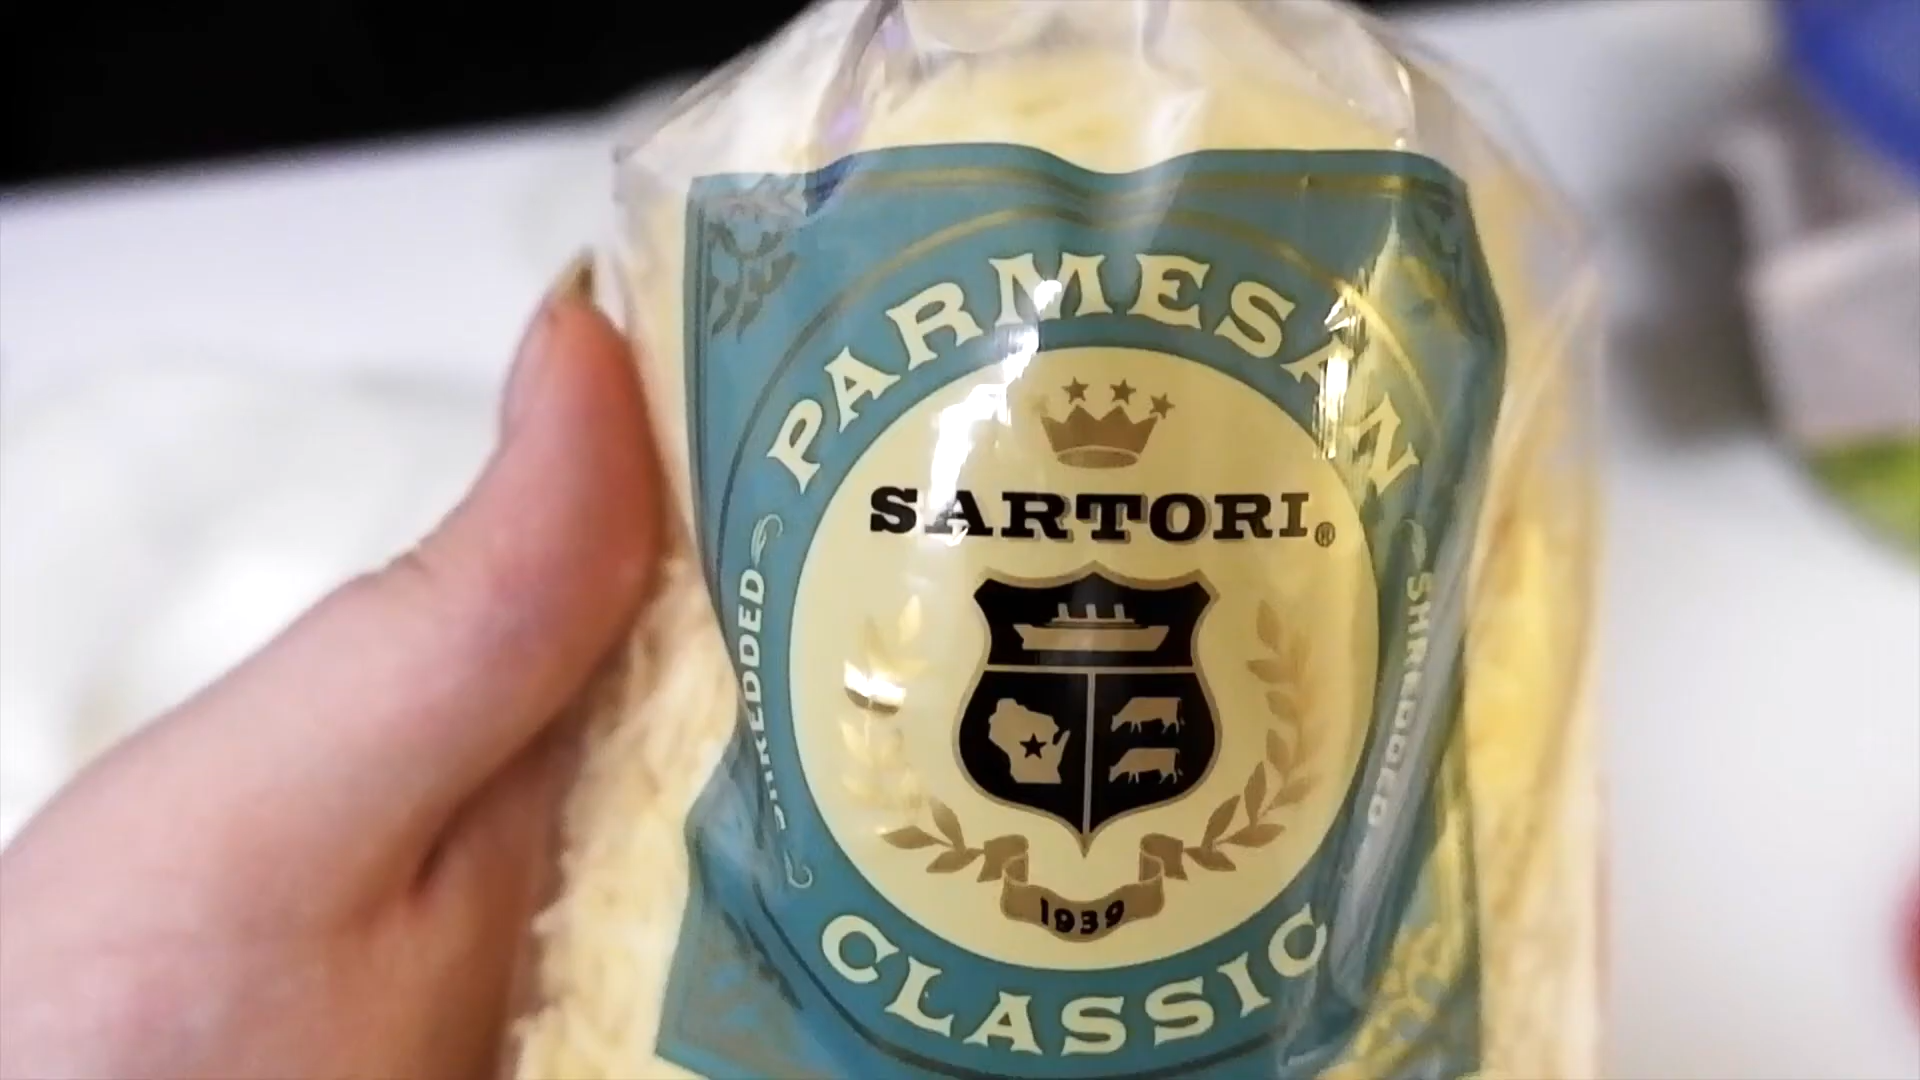 PARMESAN
SARTORI®
SHREDDED
SHREDDED
1939
CLASSIC